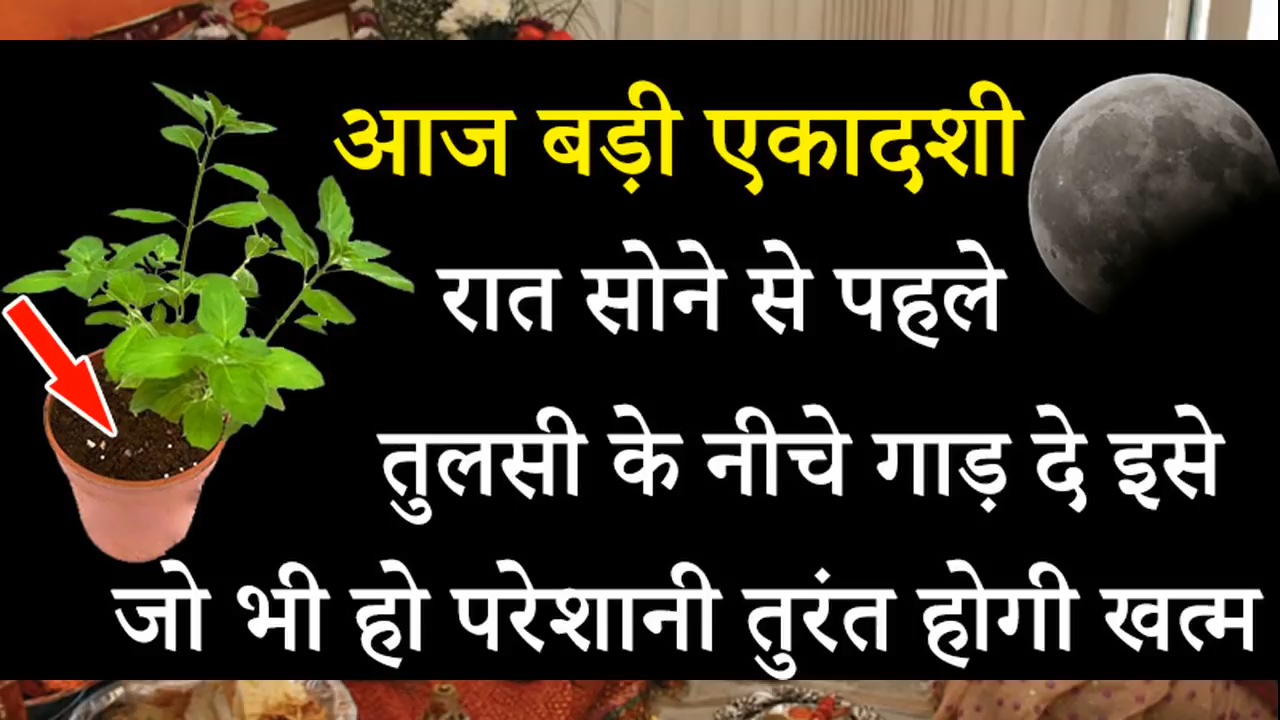 आज बड़ी एकादशी
रात सोने से पहले
तुलसी के नीचे गाड़ दे इसे
जो भी हो परेशानी तुरंत होगी खत्म